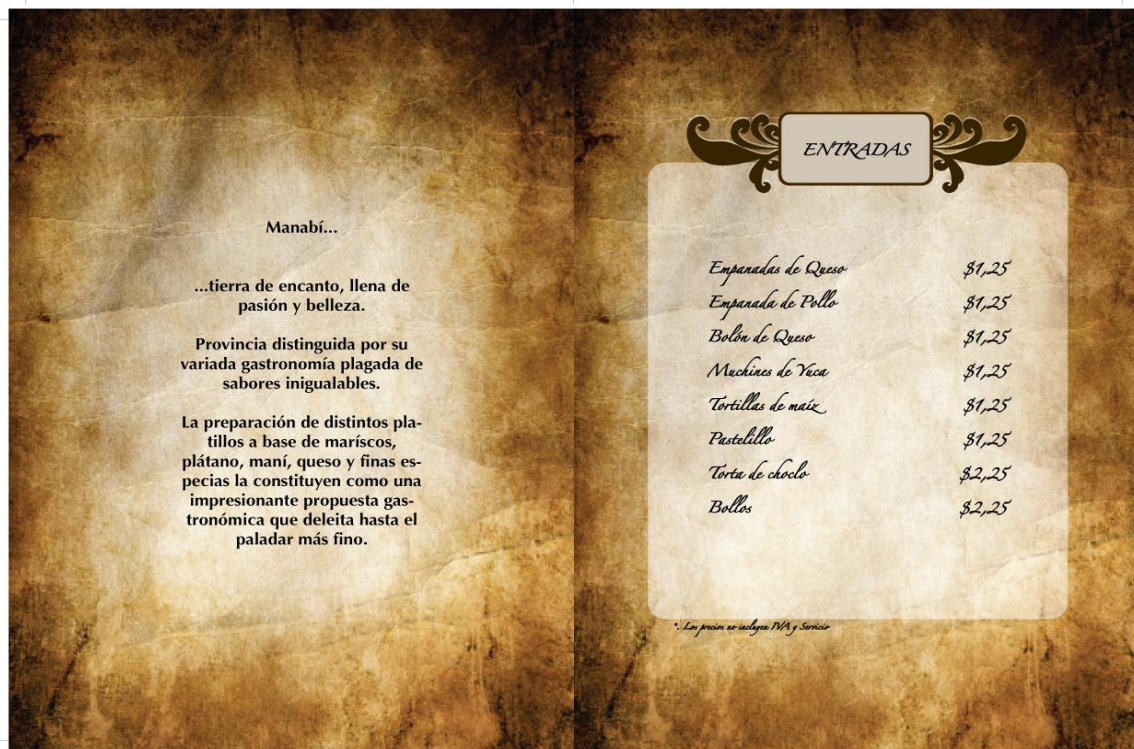 Manabí...
...tierra de encanto, llena de
pasión y belleza.
Provincia distinguida por su
variada gastronomía plagada de
sabores inigualables.
La preparación de distintos pla-
tillos a base de maríscos,
plátano, maní, queso y finas es-
pecias la constituyen como una
impresionante propuesta gas-
tronómica que deleita hasta el
paladar más fino.
ENTRADAS
Empanadas de Queso $1,25
Empanada de Pollo $1,25
Bolón de Queso $1,25
Muchines de Yuca $1,25
Tortillas de maíz $1,25
Pastelillo $1,25
Torta de choclo $2,25
Bollos $2,25
*. Los precios no incluyen IVA y Servicio